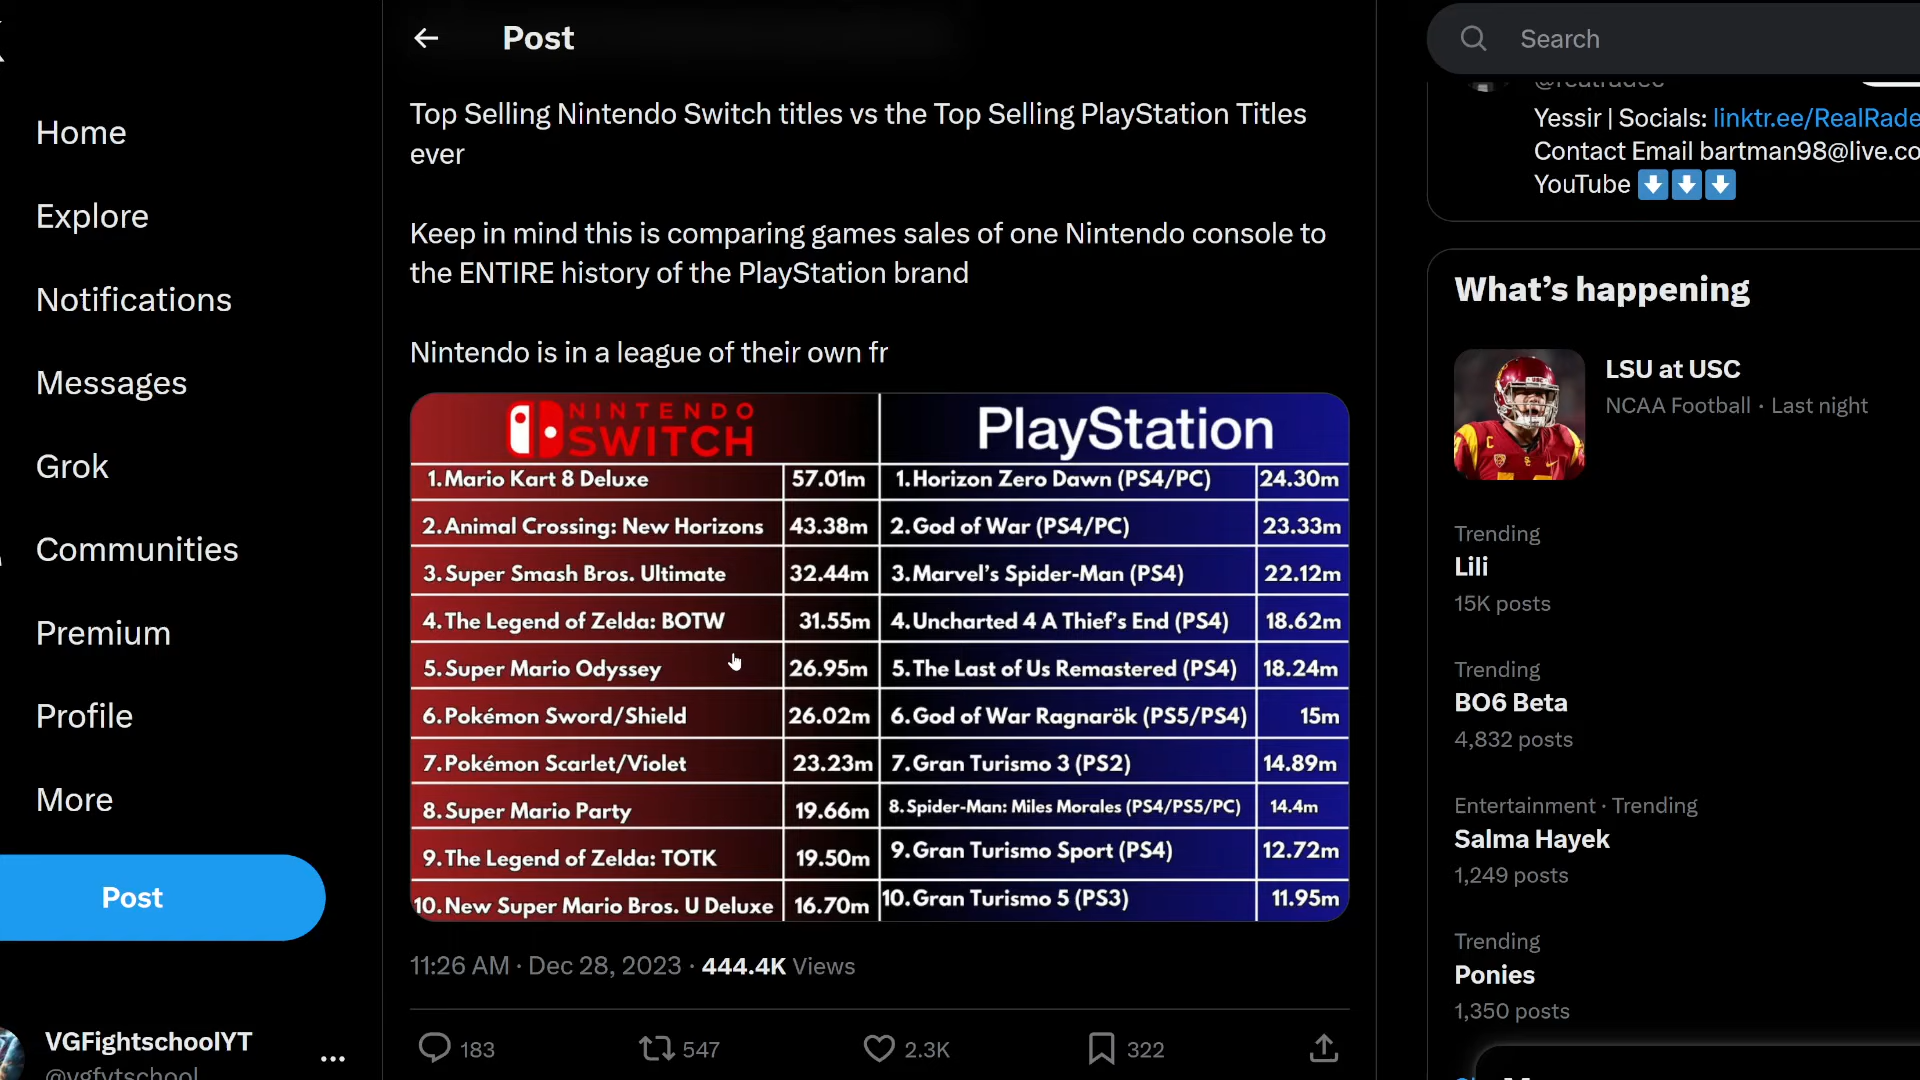 Home
Explore
Notifications
Messages
Grok
Communities
Premium
Profile
More
Post
VGFightschoolYT
Post
Top Selling Nintendo Switch titles vs the Top Selling PlayStation Titles
ever
Keep in mind this is comparing games sales of one Nintendo console to
the ENTIRE history of the PlayStation brand
Nintendo is in a league of their own fr
NINTENDO
SWITCH
PlayStation
1.Mario Kart 8 Deluxe 57.01m 1.Horizon Zero Dawn (PS4/PC) 24.30m
2.Animal Crossing: New Horizons 43.38m 2.God of War (PS4/PC) 23.33m
3.Super Smash Bros. Ultimate 32.44m 3.Marvel's Spider-Man (PS4) 22.12m
4.The Legend of Zelda: BOTW 31.55m 4.Uncharted 4 A Thief's End (PS4) 18.62m
5.Super Mario Odyssey 26.95m 5.The Last of Us Remastered (PS4) 18.24m
6.Pokémon Sword/Shield 26.02m 6.God of War Ragnarök (PS5/PS4) 15m
7.Pokémon Scarlet/Violet 23.23m 7.Gran Turismo 3 (PS2) 14.89m
8.Super Mario Party 19.66m 8.Spider-Man: Miles Morales (PS4/PS5/PC) 14.4m
9.The Legend of Zelda: TOTK 19.50m 9.Gran Turismo Sport (PS4) 12.72m
10.New Super Mario Bros. U Deluxe 16.70m 10.Gran Turismo 5 (PS3) 11.95m
11:26 AM · Dec 28, 2023 · 444.4K Views
183 547 2.3K 322
Search
Yessir | Socials: linktr.ee/RealRade
Contact Email bartman98@live.co
YouTube
What's happening
LSU at USC
NCAA Football · Last night
Trending
Lili
15K posts
Trending
BO6 Beta
4,832 posts
Entertainment · Trending
Salma Hayek
1,249 posts
Trending
Ponies
1,350 posts